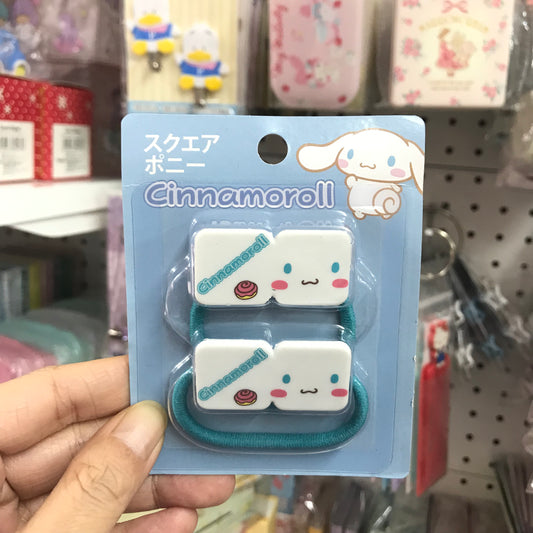 スクエア
ポニー
Cinnamoroll
Cinnamoroll
Cinnamoroll